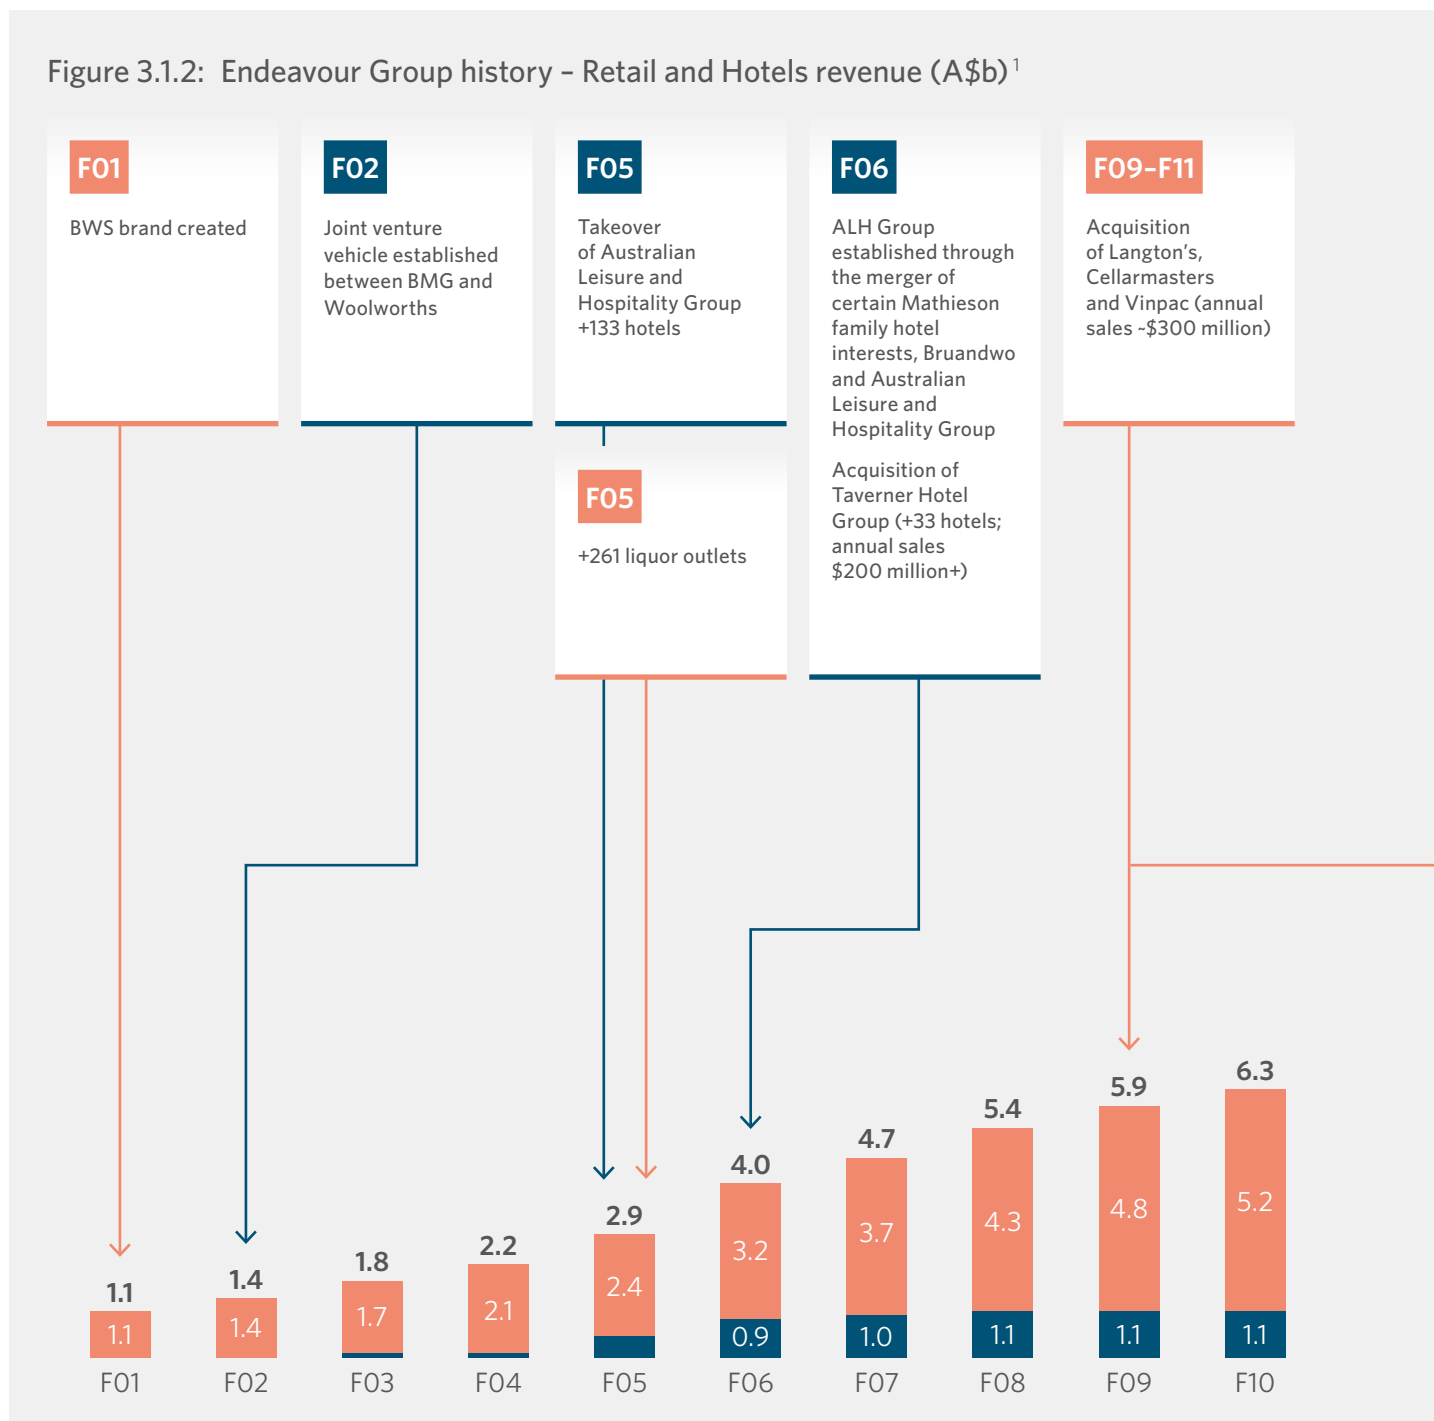 Figure 3.1.2: Endeavour Group history – Retail and Hotels revenue (A$b) 1
F01
BWS brand created
F02
Joint venture
vehicle established
between BMG and
Woolworths
F05
Takeover
of Australian
Leisure and
Hospitality Group
+133 hotels
F05
+261 liquor outlets
F06
ALH Group
established through
the merger of
certain Mathieson
family hotel
interests, Bruandwo
and Australian
Leisure and
Hospitality Group
Acquisition of
Taverner Hotel
Group (+33 hotels;
annual sales
$200 million+)
F09–F11
Acquisition
of Langton's,
Cellarmasters
and Vinpac (annual
sales ~$300 million)
1.1
1.1
F01
1.4
1.4
F02
1.8
1.7
F03
2.2
2.1
F04
2.9
2.4
F05
4.0
3.2
0.9
F06
4.7
3.7
1.0
F07
5.4
4.3
1.1
F08
5.9
4.8
1.1
F09
6.3
5.2
1.1
F10